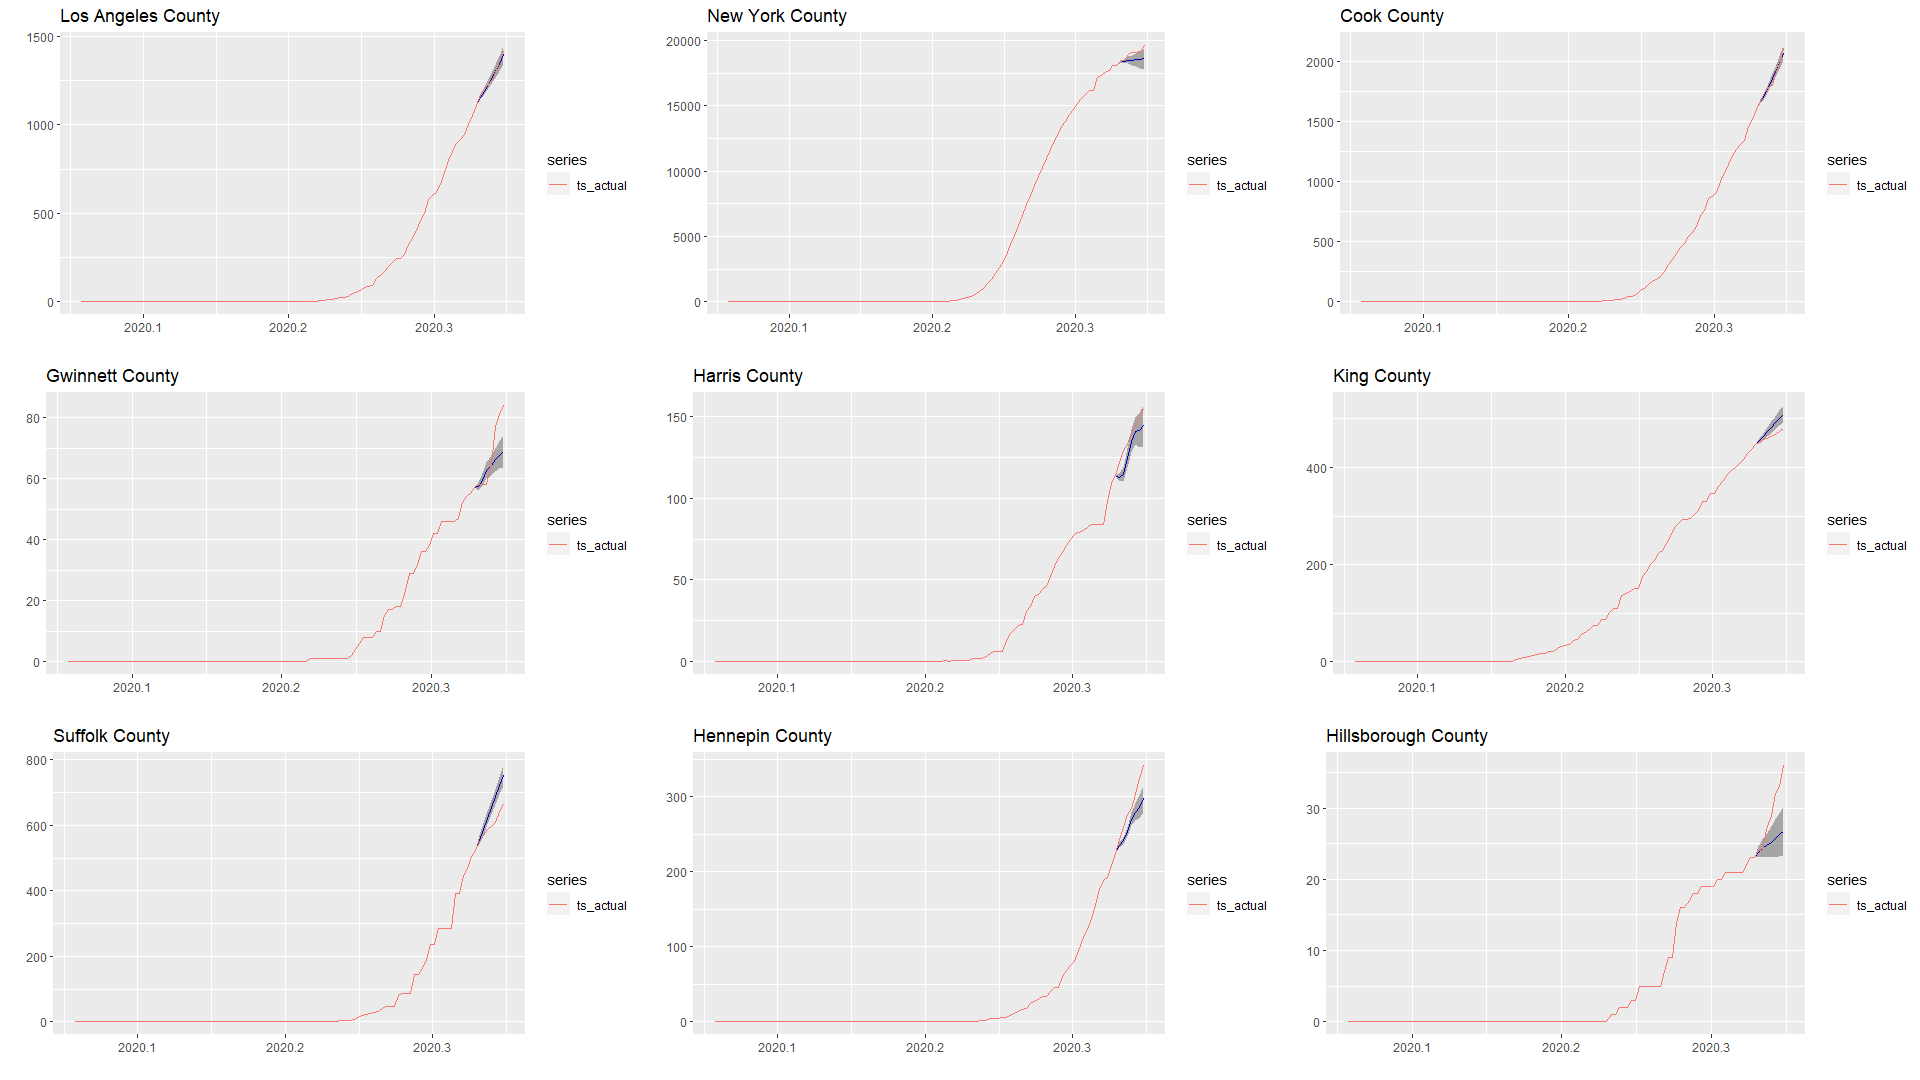 Los Angeles County
1500
1000
500
0
2020.1 2020.2 2020.3
series
ts_actual
New York County
20000
15000
10000
5000
0
2020.1 2020.2 2020.3
series
ts_actual
Cook County
2000
1500
1000
500
0
2020.1 2020.2 2020.3
series
ts_actual
Gwinnett County
80
60
40
20
0
2020.1 2020.2 2020.3
series
ts_actual
Harris County
150
100
50
0
2020.1 2020.2 2020.3
series
ts_actual
King County
400
200
0
2020.1 2020.2 2020.3
series
ts_actual
Suffolk County
800
600
400
200
0
2020.1 2020.2 2020.3
series
ts_actual
Hennepin County
300
200
100
0
2020.1 2020.2 2020.3
series
ts_actual
Hillsborough County
30
20
10
0
2020.1 2020.2 2020.3
series
ts_actual